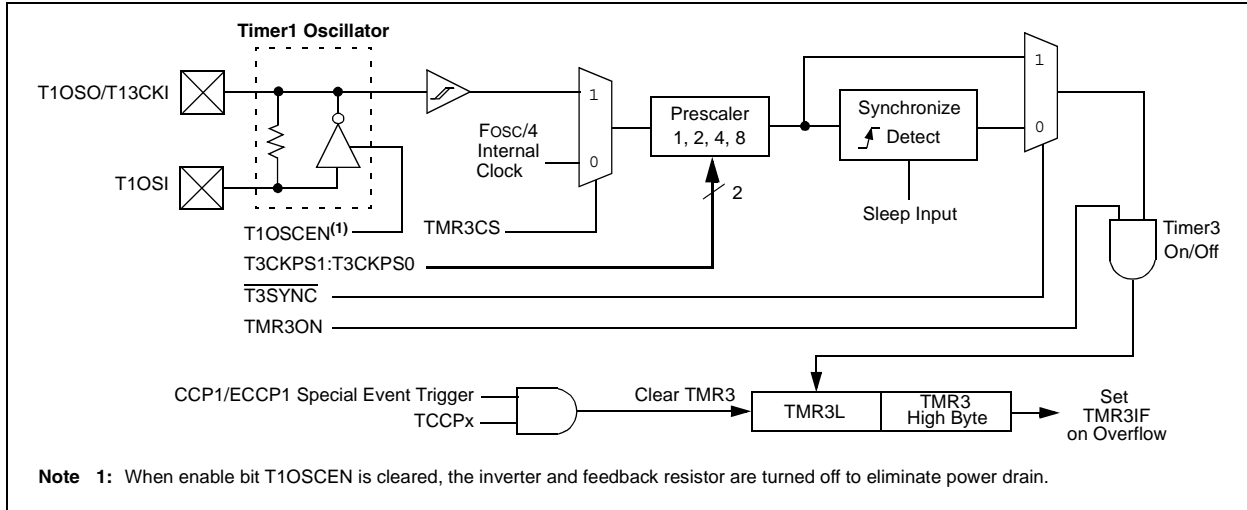 Timer1 Oscillator
T1OSO/T13CKI
T1OSI
1
FOSC/4
Internal
Clock
0
Prescaler
1, 2, 4, 8
2
Synchronize
Detect
Sleep Input
1
0
T1OSCEN(1)
TMR3CS
T3CKPS1:T3CKPS0
T3SYNC
TMR3ON
Timer3
On/Off
CCP1/ECCP1 Special Event Trigger
TCCPx
Clear TMR3
TMR3L
TMR3
High Byte
Set
TMR3IF
on Overflow
Note 1: When enable bit T1OSCEN is cleared, the inverter and feedback resistor are turned off to eliminate power drain.